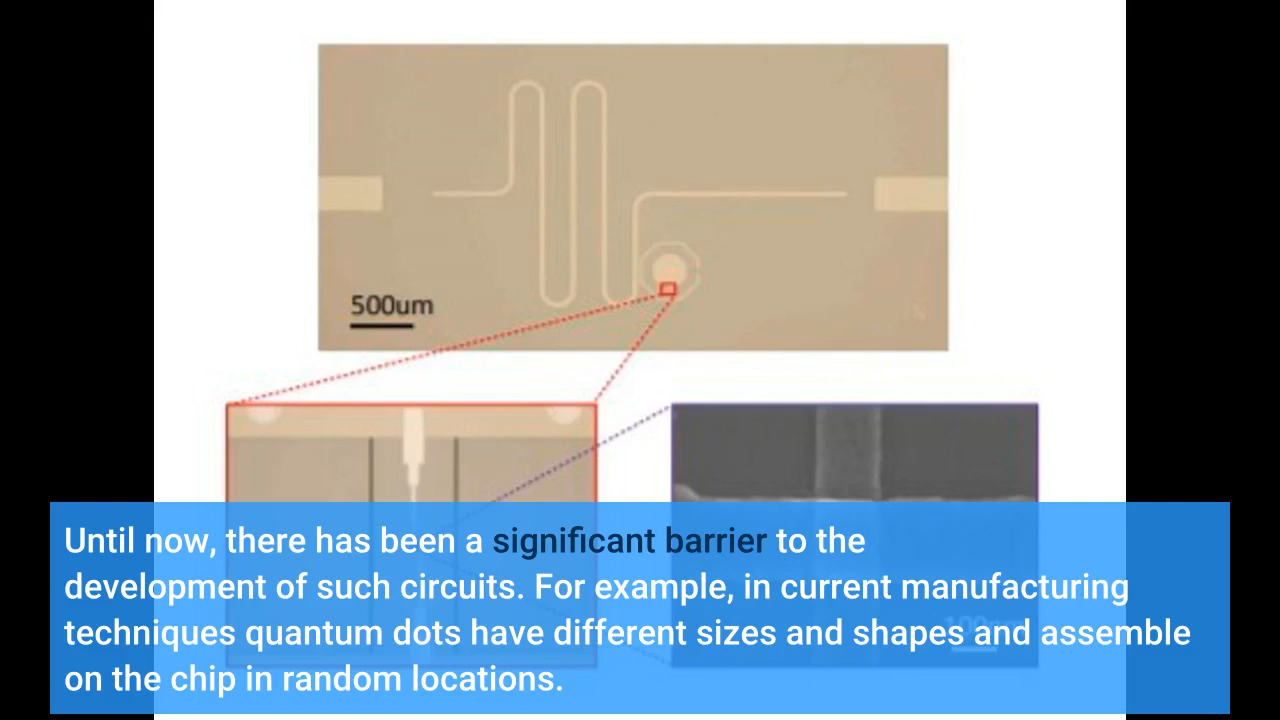 500um
Until now, there has been a significant barrier to the
development of such circuits. For example, in current manufacturing
techniques quantum dots have different sizes and shapes and assemble
on the chip in random locations.